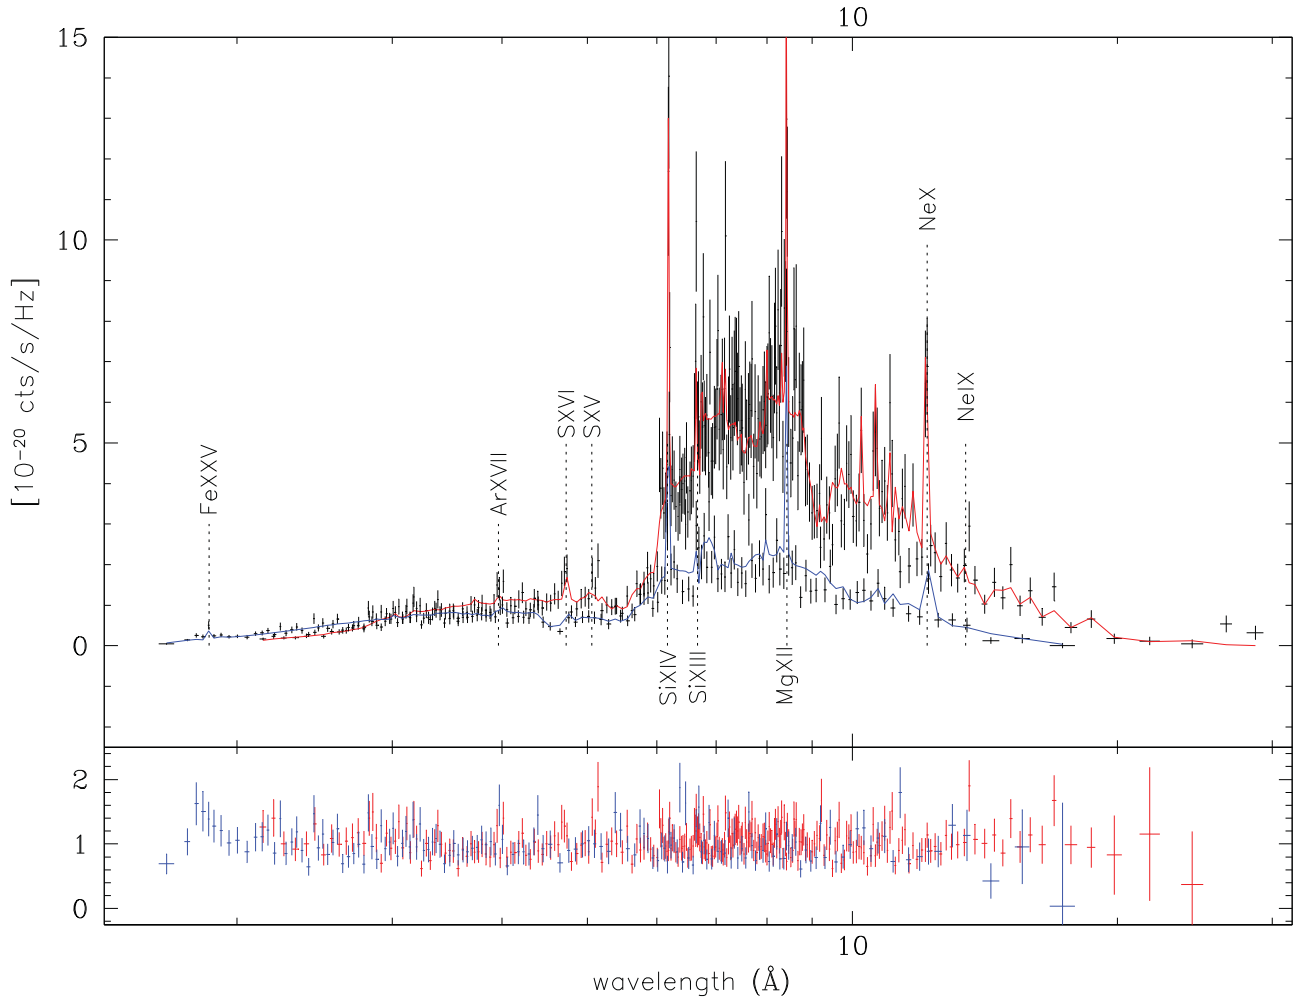 10
15
10
5
0
[10⁻²⁰ cts/s/Hz]
FeXXV
ArXVII
SXVI
SXV
SiXIV
SiXIII
MgXII
NeX
NeIX
2
1
0
10
wavelength (Å)